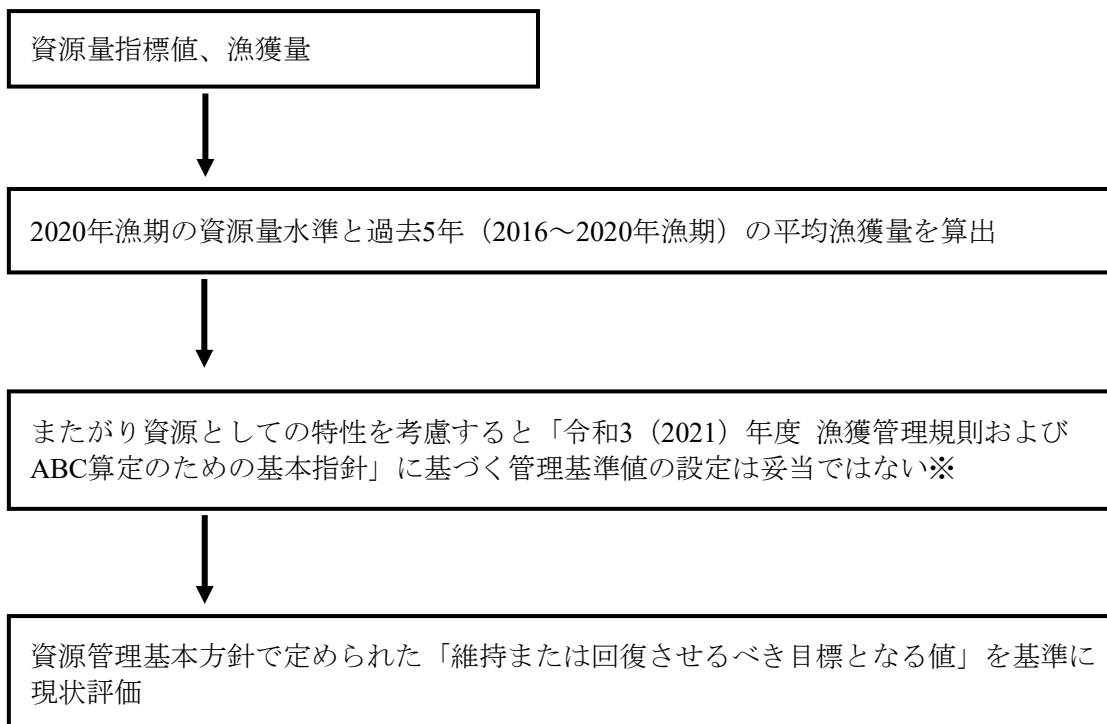 資源量指標値、漁獲量
2020年漁期の資源量水準と過去5年（2016～2020年漁期）の平均漁獲量を算出
またがり資源としての特性を考慮すると「令和3（2021）年度 漁獲管理規則および
ABC算定のための基本指針」に基づく管理基準値の設定は妥当ではない※
資源管理基本方針で定められた「維持または回復させるべき目標となる値」を基準に
現状評価